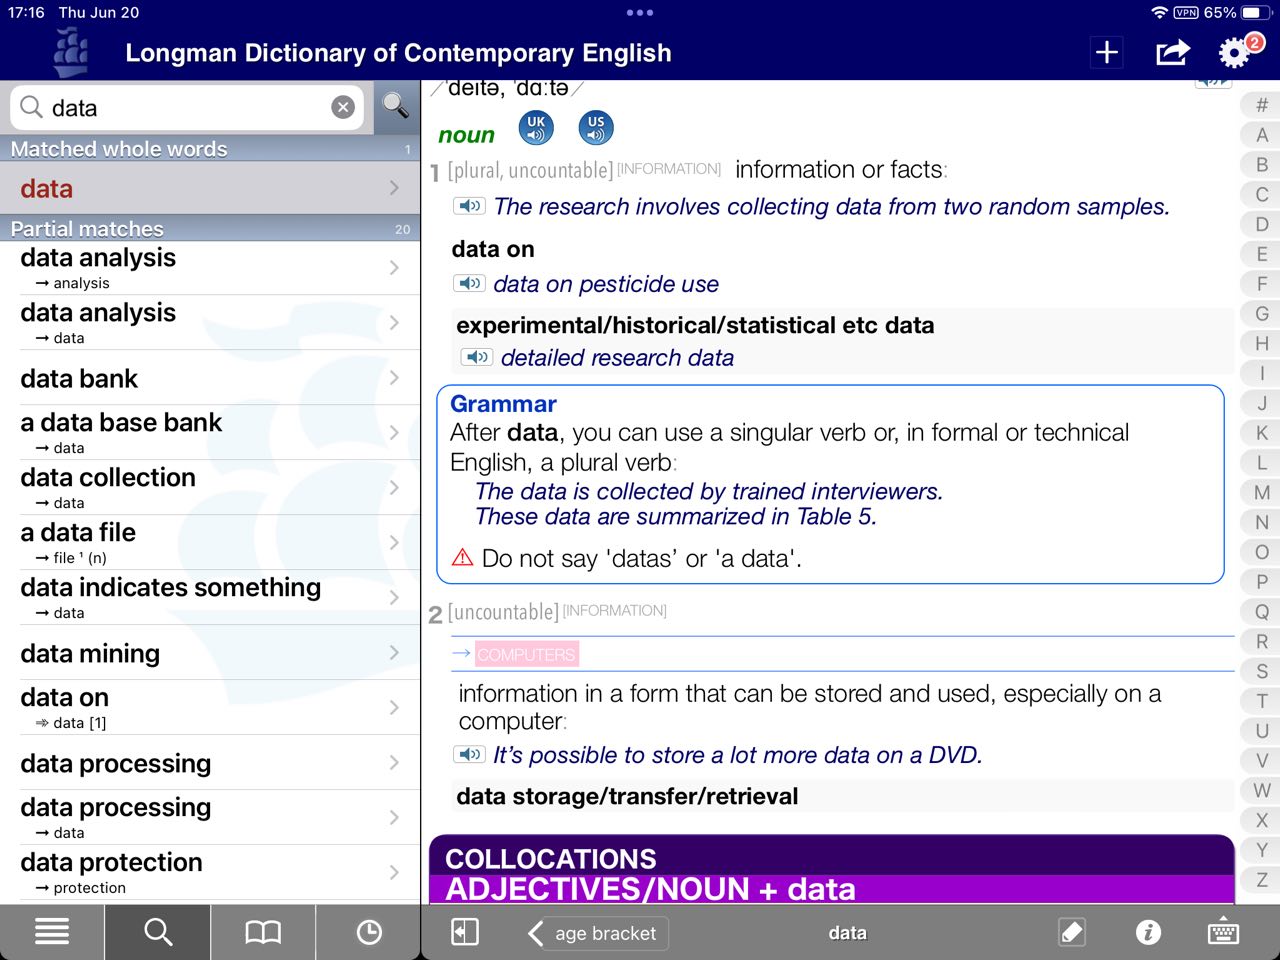 17:16 Thu Jun 20
VPN 65%
Longman Dictionary of Contemporary English
2
data
Matched whole words 1
data
Partial matches 20
data analysis
→ analysis
data analysis
→ data
data bank
a data base bank
→ data
data collection
→ data
a data file
→ file ¹ (n)
data indicates something
→ data
data mining
data on
⇒ data [1]
data processing
data processing
→ data
data protection
→ protection
/ˈdeɪtə, ˈdɑːtə/
noun UK US
1 [plural, uncountable] [INFORMATION] information or facts:
The research involves collecting data from two random samples.
data on
data on pesticide use
experimental/historical/statistical etc data
detailed research data
Grammar
After data, you can use a singular verb or, in formal or technical
English, a plural verb:
The data is collected by trained interviewers.
These data are summarized in Table 5.
⚠ Do not say 'datas’ or 'a data'.
2 [uncountable] [INFORMATION]
→ COMPUTERS
information in a form that can be stored and used, especially on a
computer:
It’s possible to store a lot more data on a DVD.
data storage/transfer/retrieval
COLLOCATIONS
ADJECTIVES/NOUN + data
#
A
B
C
D
E
F
G
H
I
J
K
L
M
N
O
P
Q
R
S
T
U
V
W
X
Y
Z
age bracket
data